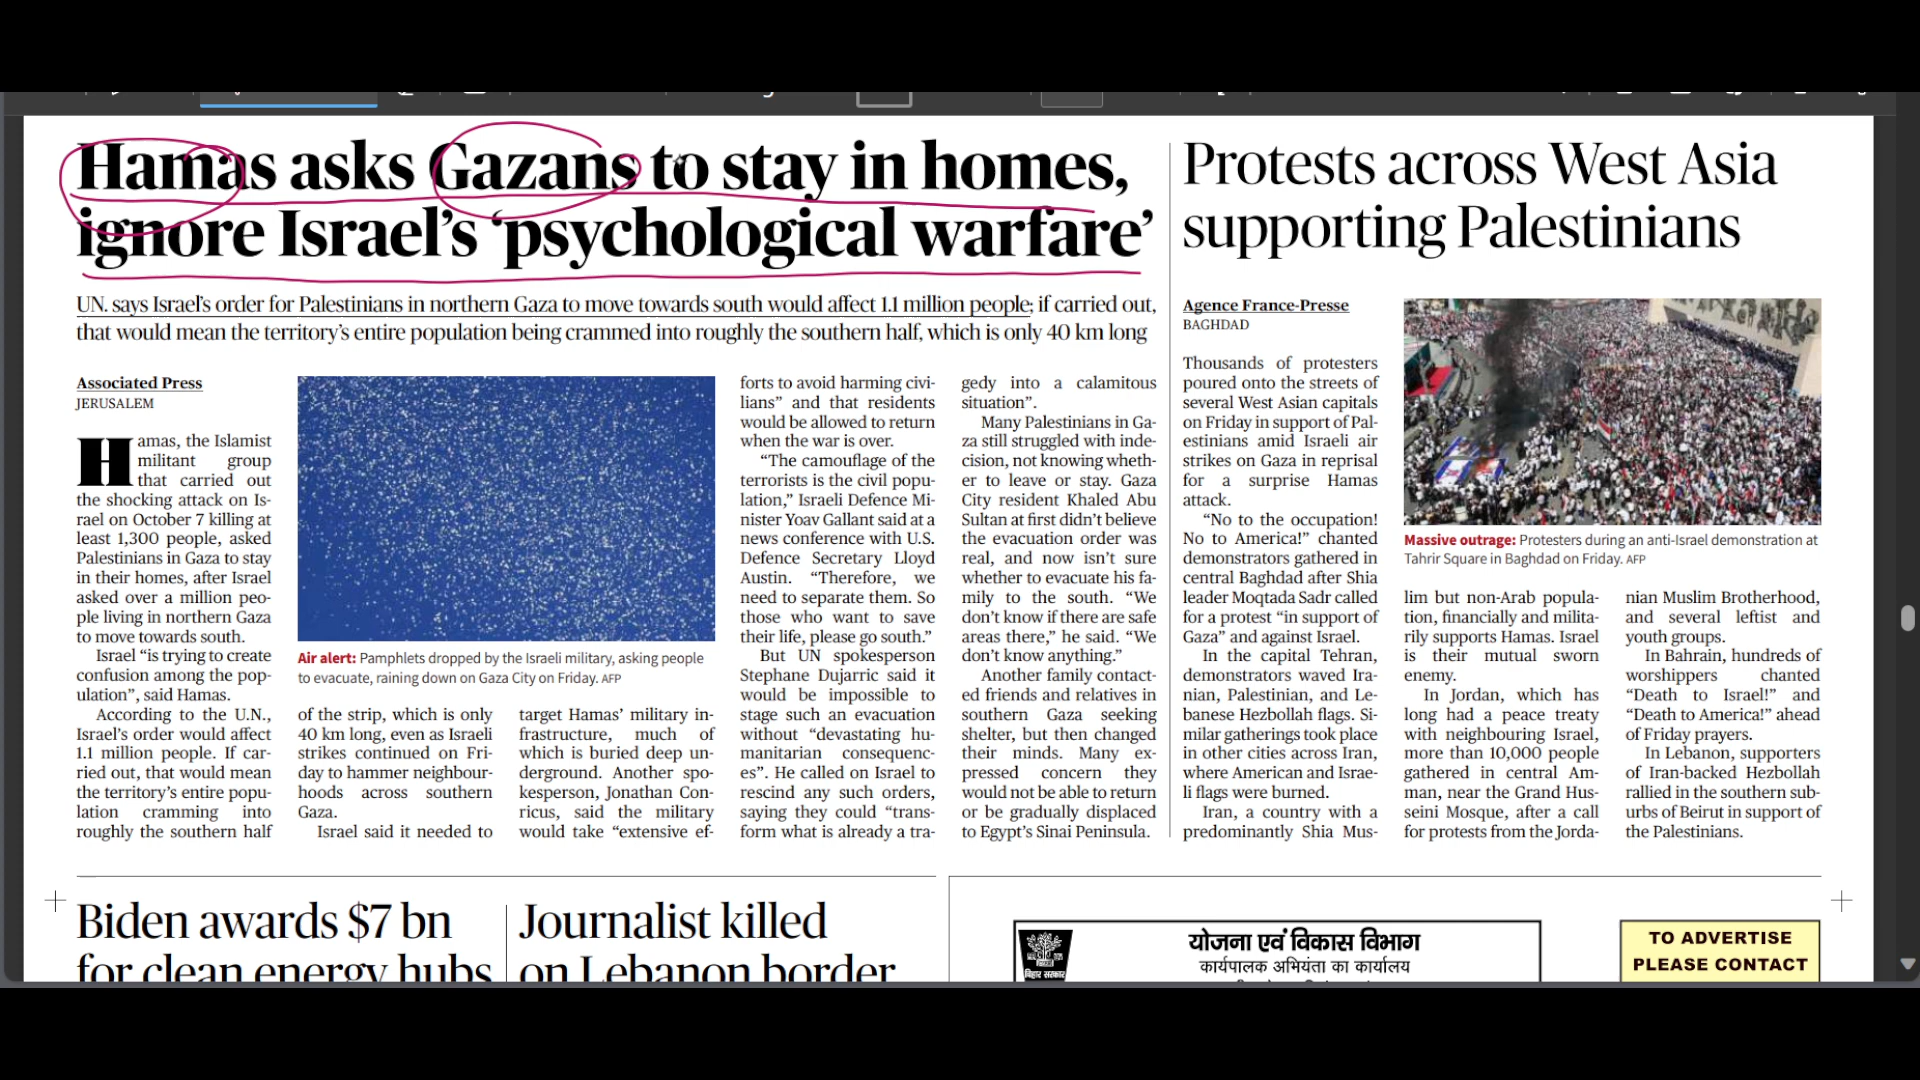 Hamas asks Gazans to stay in homes,
ignore Israel's 'psychological warfare'
UN. says Israel's order for Palestinians in northern Gaza to move towards south would affect 1.1 million people; if carried out,
that would mean the territory's entire population being crammed into roughly the southern half, which is only 40 km long
Associated Press
JERUSALEM
Hamas, the Islamist
militant group
that carried out
the shocking attack on Is-
rael on October 7 killing at
least 1,300 people, asked
Palestinians in Gaza to stay
in their homes, after Israel
asked over a million peo-
ple living in northern Gaza
to move towards south.
Israel “is trying to create
confusion among the pop-
ulation”, said Hamas.
According to the U.N.,
Israel's order would affect
1.1 million people. If car-
ried out, that would mean
the territory's entire popu-
lation cramming into
roughly the southern half
Air alert: Pamphlets dropped by the Israeli military, asking people
to evacuate, raining down on Gaza City on Friday. AFP
of the strip, which is only
40 km long, even as Israeli
strikes continued on Fri-
day to hammer neighbour-
hoods across southern
Gaza.
Israel said it needed to
target Hamas' military in-
frastructure, much of
which is buried deep un-
derground. Another spo-
kesperson, Jonathan Con-
ricus, said the military
would take “extensive ef-
forts to avoid harming civi-
lians” and that residents
would be allowed to return
when the war is over.
“The camouflage of the
terrorists is the civil popu-
lation,” Israeli Defence Mi-
nister Yoav Gallant said at a
news conference with U.S.
Defence Secretary Lloyd
Austin. “Therefore, we
need to separate them. So
those who want to save
their life, please go south.”
But UN spokesperson
Stephane Dujarric said it
would be impossible to
stage such an evacuation
without “devastating hu-
manitarian consequenc-
es”. He called on Israel to
rescind any such orders,
saying they could “trans-
form what is already a tra-
gedy into a calamitous
situation”.
Many Palestinians in Ga-
za still struggled with inde-
cision, not knowing wheth-
er to leave or stay. Gaza
City resident Khaled Abu
Sultan at first didn't believe
the evacuation order was
real, and now isn't sure
whether to evacuate his fa-
mily to the south. “We
don't know if there are safe
areas there,” he said. “We
don't know anything.”
Another family contact-
ed friends and relatives in
southern Gaza seeking
shelter, but then changed
their minds. Many ex-
pressed concern they
would not be able to return
or be gradually displaced
to Egypt's Sinai Peninsula.
Protests across West Asia
supporting Palestinians
Agence France-Presse
BAGHDAD
Thousands of protesters
poured onto the streets of
several West Asian capitals
on Friday in support of Pal-
estinians amid Israeli air
strikes on Gaza in reprisal
for a surprise Hamas
attack.
“No to the occupation!
No to America!” chanted
demonstrators gathered in
central Baghdad after Shia
leader Moqtada Sadr called
for a protest “in support of
Gaza” and against Israel.
In the capital Tehran,
demonstrators waved Ira-
nian, Palestinian, and Le-
banese Hezbollah flags. Si-
milar gatherings took place
in other cities across Iran,
where American and Israe-
li flags were burned.
Iran, a country with a
predominantly Shia Mus-
Massive outrage: Protesters during an anti-Israel demonstration at
Tahrir Square in Baghdad on Friday. AFP
lim but non-Arab popula-
tion, financially and milita-
rily supports Hamas. Israel
is their mutual sworn
enemy.
In Jordan, which has
long had a peace treaty
with neighbouring Israel,
more than 10,000 people
gathered in central Am-
man, near the Grand Hus-
seini Mosque, after a call
for protests from the Jorda-
nian Muslim Brotherhood,
and several leftist and
youth groups.
In Bahrain, hundreds of
worshippers chanted
“Death to Israel!” and
“Death to America!” ahead
of Friday prayers.
In Lebanon, supporters
of Iran-backed Hezbollah
rallied in the southern sub-
urbs of Beirut in support of
the Palestinians.
Biden awards $7 bn
for clean energy hubs
Journalist killed
on Lebanon border
योजना एवं विकास विभाग
कार्यपालक अभियंता का कार्यालय
बिहार सरकार
TO ADVERTISE
PLEASE CONTACT